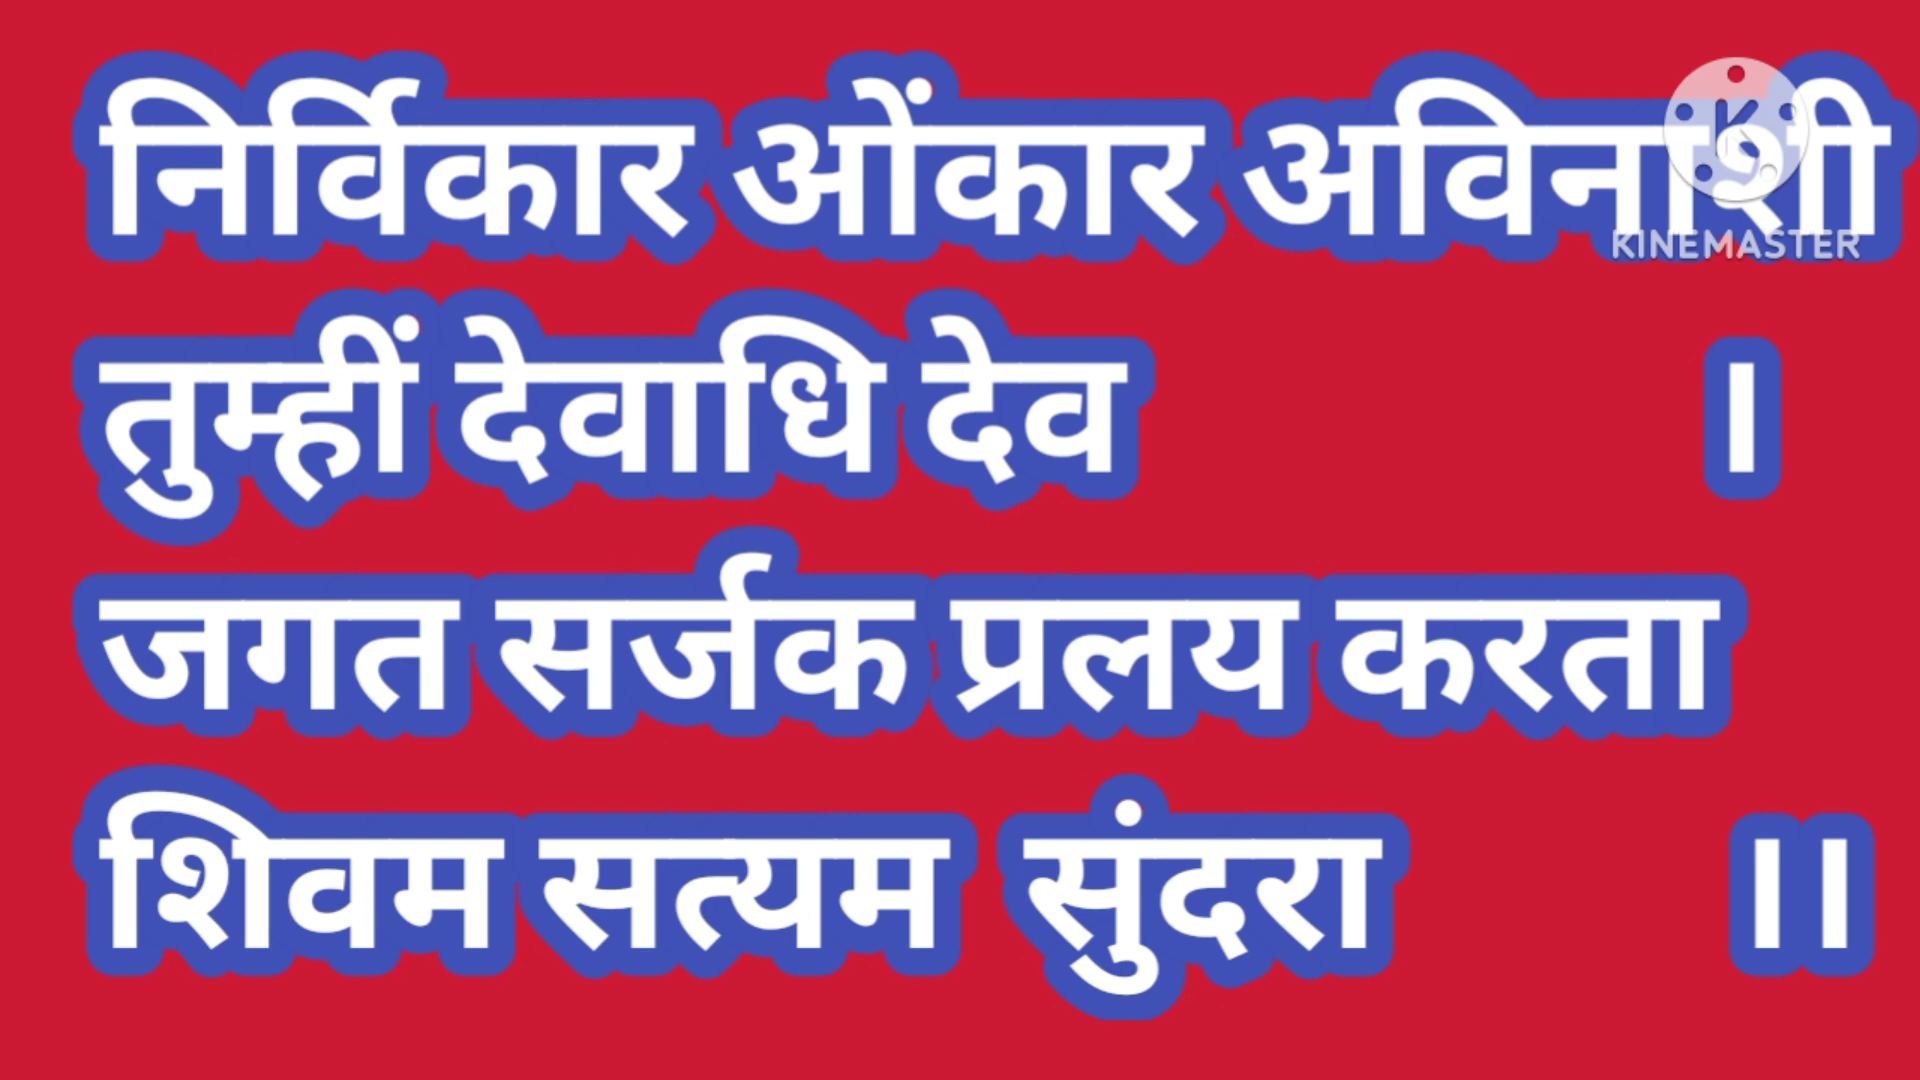 निर्विकार ओंकार अविनाशी
KINEMASTER
तुम्हीं देवाधि देव ।
जगत सर्जक प्रलय करता
शिवम सत्यम सुंदरा ।।